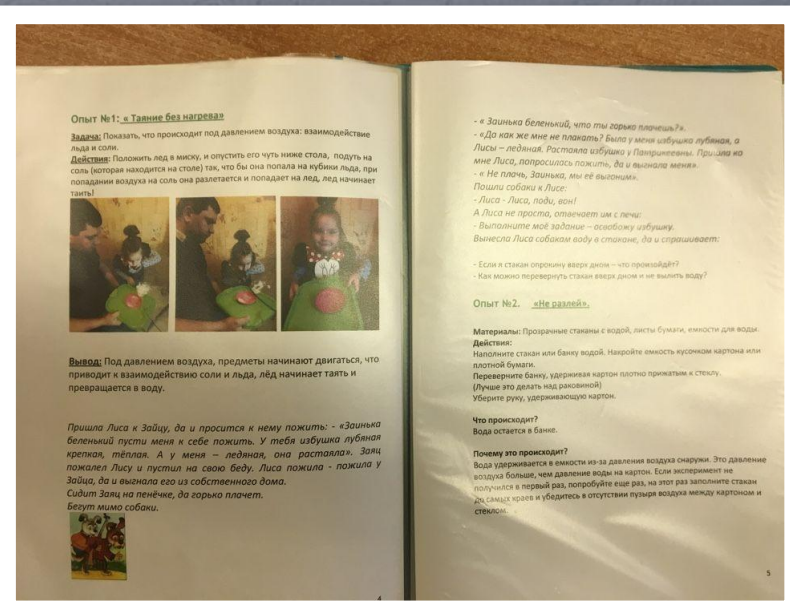 Опыт №1: « Таяние без нагрева»
Задача: Показать, что происходит под давлением воздуха: взаимодействие
льда и соли.
Действия: Положить лед в миску, и опустить его чуть ниже стола, подуть на
соль (которая находится на столе) так, что бы она попала на кубики льда, при
попадании воздуха на соль она разлетается и попадает на лед, лед начинает
таять!
Вывод: Под давлением воздуха, предметы начинают двигаться, что
приводит к взаимодействию соли и льда, лёд начинает таять и
превращается в воду.
Пришла Лиса к Зайцу, да и просится к нему пожить: - «Заинька
беленький пусти меня к себе пожить. У тебя избушка лубяная
крепкая, тёплая. А у меня – ледяная, она растаяла». Заяц
пожалел Лису и пустил на свою беду. Лиса пожила - пожила у
Зайца, да и выгнала его из собственного дома.
Сидит Заяц на пенёчке, да горько плачет.
Бегут мимо собаки.
4
- « Заинька беленький, что ты горько плачешь?».
- «Да как же мне не плакать? Была у меня избушка лубяная, а
Лисы – ледяная. Растаяла избушка у Патрикеевны. Пришла ко
мне Лиса, попросилась пожить, да и выгнала меня».
- « Не плачь, Заинька, мы её выгоним».
Пошли собаки к Лисе:
- Лиса - Лиса, поди, вон!
А Лиса не проста, отвечает им с печи:
- Выполните моё задание – освобожу избушку.
Вынесла Лиса собакам воду в стакане, да и спрашивает:
- Если я стакан опрокину вверх дном – что произойдёт?
- Как можно перевернуть стакан вверх дном и не вылить воду?
Опыт №2. «Не разлей».
Материалы: Прозрачные стаканы с водой, листы бумаги, емкости для воды.
Действия:
Наполните стакан или банку водой. Накройте емкость кусочком картона или
плотной бумаги.
Переверните банку, удерживая картон плотно прижатым к стеклу.
(Лучше это делать над раковиной)
Уберите руку, удерживающую картон.
Что происходит?
Вода остается в банке.
Почему это происходит?
Вода удерживается в емкости из-за давления воздуха снаружи. Это давление
воздуха больше, чем давление воды на картон. Если эксперимент не
получился в первый раз, попробуйте еще раз, на этот раз заполните стакан
до самых краев и убедитесь в отсутствии пузыря воздуха между картоном и
стеклом.
5